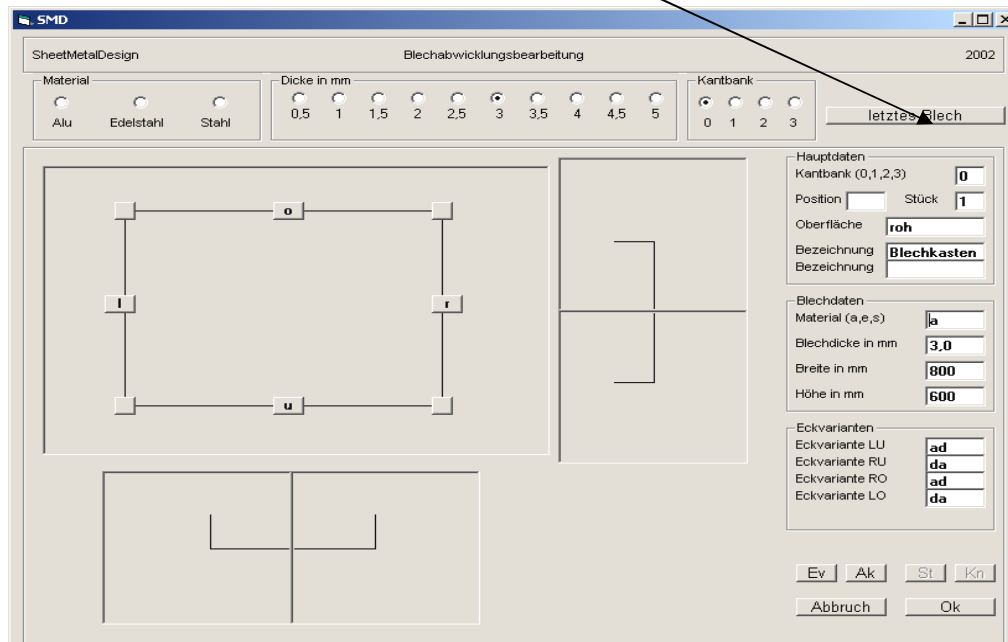 SMD
SheetMetalDesign Blechabwicklungsbearbeitung 2002
Material Dicke in mm Kantbank
0,5 1 1,5 2 2,5 3 3,5 4 4,5 5
Alu Edelstahl Stahl 0 1 2 3
letztes Blech
o
l r
u
Hauptdaten
Kantbank (0,1,2,3) 0
Position Stück 1
Oberfläche roh
Bezeichnung Blechkasten
Bezeichnung
Blechdaten
Material (a,e,s) a
Blechdicke in mm 3,0
Breite in mm 800
Höhe in mm 600
Eckvarianten
Eckvariante LU ad
Eckvariante RU da
Eckvariante RO ad
Eckvariante LO da
Ev Ak St Kn
Abbruch Ok